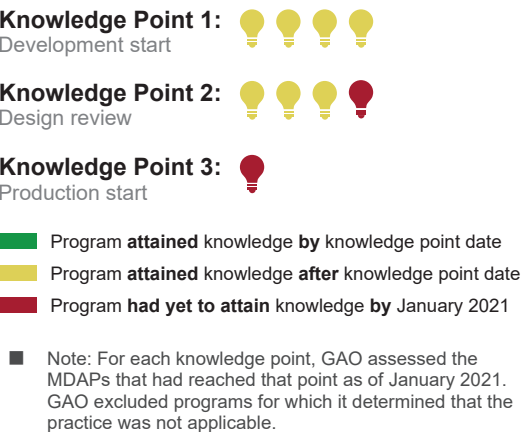 Knowledge Point 1:
Development start
Knowledge Point 2:
Design review
Knowledge Point 3:
Production start
Program attained knowledge by knowledge point date
Program attained knowledge after knowledge point date
Program had yet to attain knowledge by January 2021
Note: For each knowledge point, GAO assessed the
MDAPs that had reached that point as of January 2021.
GAO excluded programs for which it determined that the
practice was not applicable.